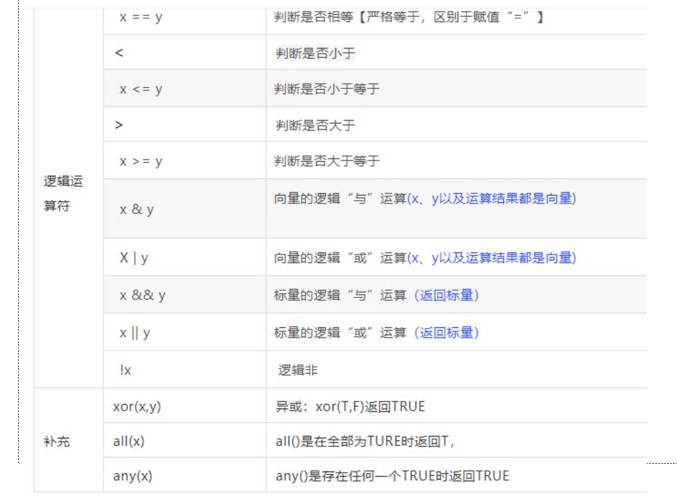 x == y 判断是否相等【严格等于，区别于赋值“=”】
< 判断是否小于
x <= y 判断是否小于等于
> 判断是否大于
x >= y 判断是否大于等于
逻辑运
算符
x & y 向量的逻辑“与”运算(x、y以及运算结果都是向量)
X | y 向量的逻辑“或”运算(x、y以及运算结果都是向量)
x && y 标量的逻辑“与”运算（返回标量）
x || y 标量的逻辑“或”运算（返回标量）
!x 逻辑非
xor(x,y) 异或：xor(T,F)返回TRUE
补充 all(x) all()是在全部为TURE时返回T，
any(x) any()是存在任何一个TRUE时返回TRUE